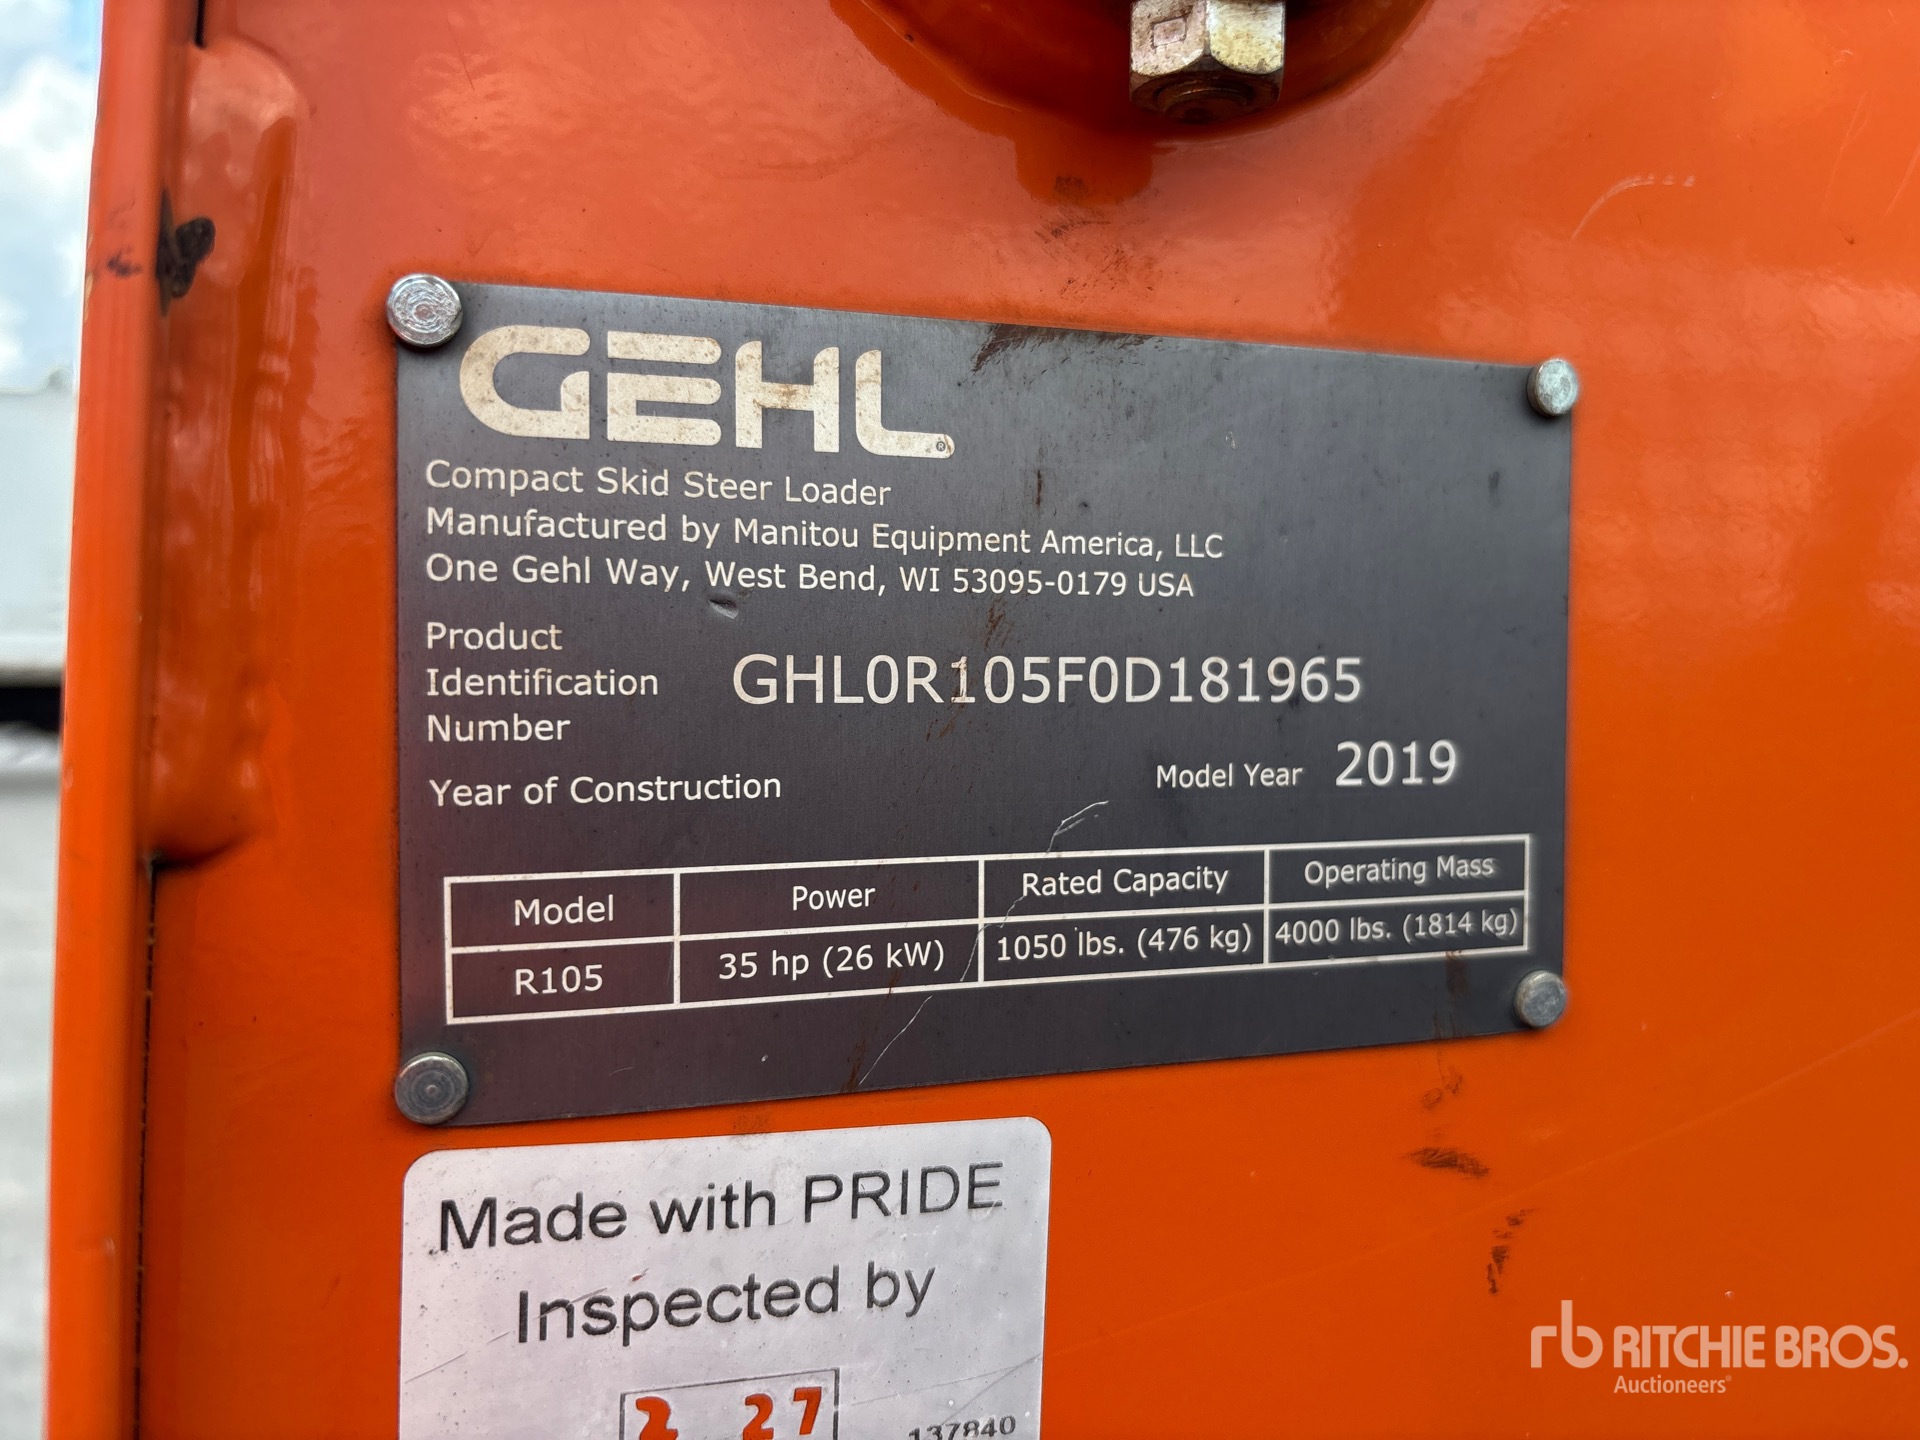 GEHL®
Compact Skid Steer Loader
Manufactured by Manitou Equipment America, LLC
One Gehl Way, West Bend, WI 53095-0179 USA
Product
Identification
Number
GHL0R105F0D181965
Year of Construction
Model Year 2019
Model Power Rated Capacity Operating Mass
R105 35 hp (26 kW) 1050 lbs. (476 kg) 4000 lbs. (1814 kg)
Made with PRIDE
Inspected by
2 27
137840
rb RITCHIE BROS.
Auctioneers®